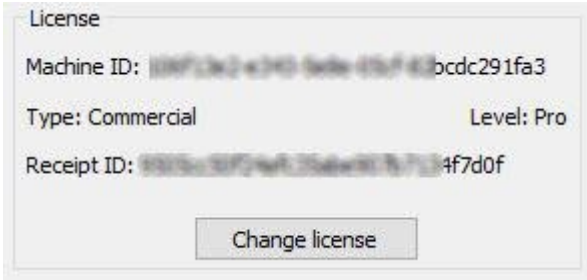 License
Machine ID: bcdc291fa3
Type: Commercial Level: Pro
Receipt ID: 4f7d0f
Change license